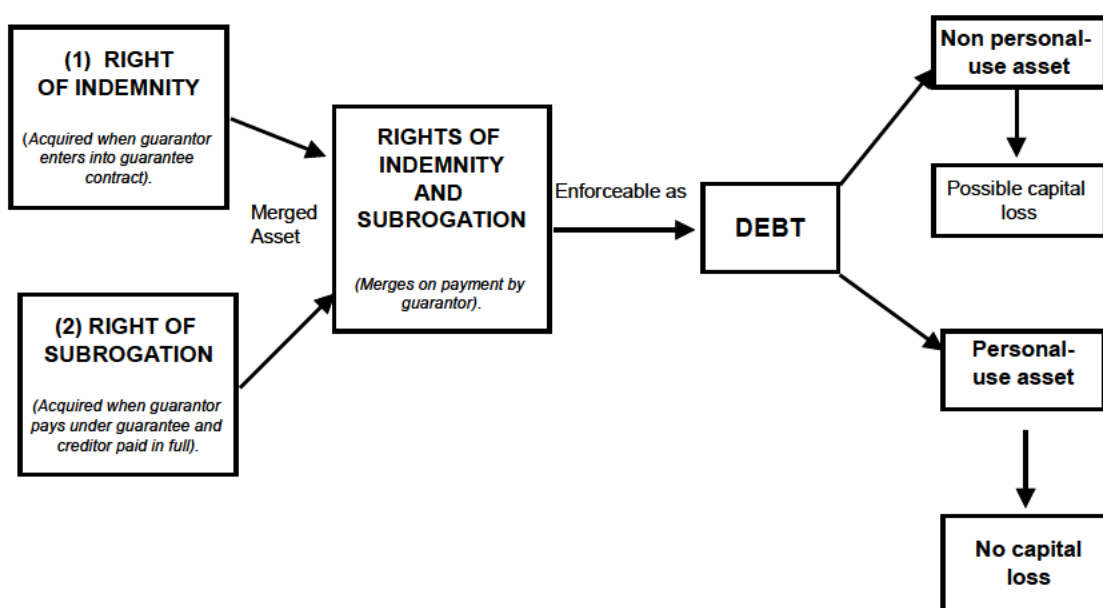 (1) RIGHT
OF INDEMNITY
(Acquired when guarantor
enters into guarantee
contract).
(2) RIGHT OF
SUBROGATION
(Acquired when guarantor
pays under guarantee and
creditor paid in full).
Merged
Asset
RIGHTS OF
INDEMNITY
AND
SUBROGATION
(Merges on payment by
guarantor).
Enforceable as
DEBT
Non personal-
use asset
Possible capital
loss
Personal-
use asset
No capital
loss